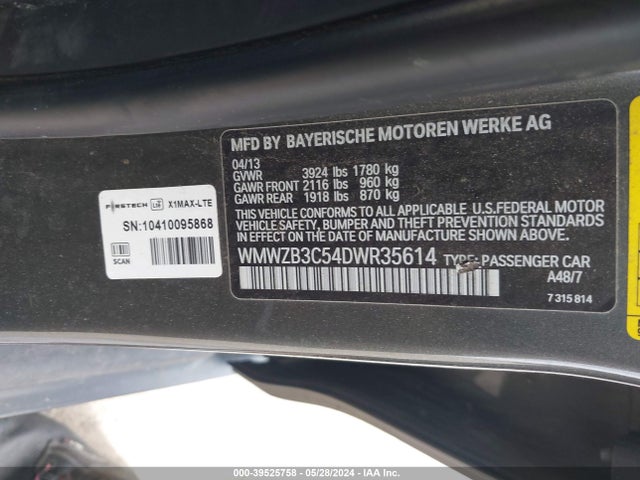 FIRSTECH LTE X1MAX-LTE
SN:10410095868
SCAN
MFD BY BAYERISCHE MOTOREN WERKE AG
04/13
GVWR 3924 lbs 1780 kg
GAWR FRONT 2116 lbs 960 kg
GAWR REAR 1918 lbs 870 kg
THIS VEHICLE CONFORMS TO ALL APPLICABLE U.S.FEDERAL MOTOR
VEHICLE SAFETY, BUMPER AND THEFT PREVENTION STANDARDS
IN EFFECT ON THE DATE OF MANUFACTURE SHOWN ABOVE.
WMWZB3C54DWR35614 TYPE: PASSENGER CAR
A48/7
7 315 814
000-39525758 - 05/28/2024 - IAA Inc.